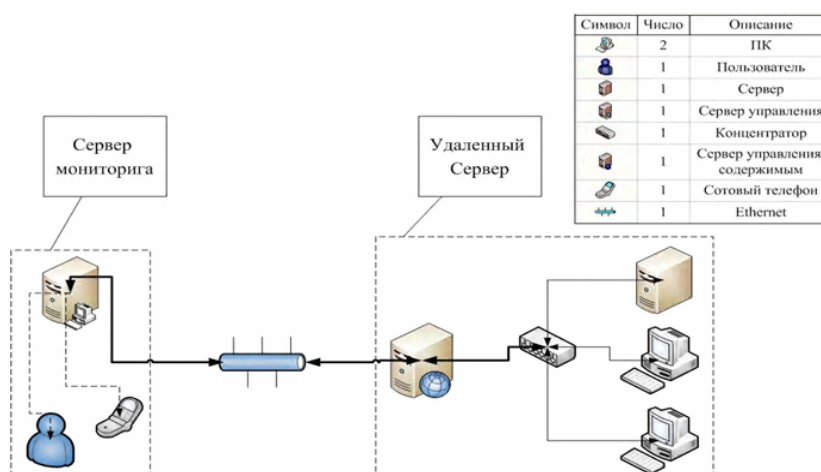 Символ Число Описание
2 ПК
1 Пользователь
1 Сервер
1 Сервер управления
1 Концентратор
1 Сервер управления
содержимым
1 Сотовый телефон
1 Ethernet
Сервер
мониторига
Удаленный
Сервер